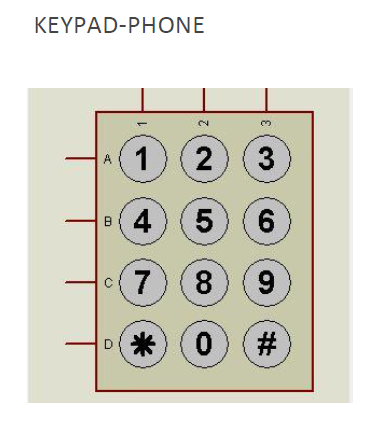 KEYPAD-PHONE
1 2 3
A 1 2 3
B 4 5 6
C 7 8 9
D * 0 #